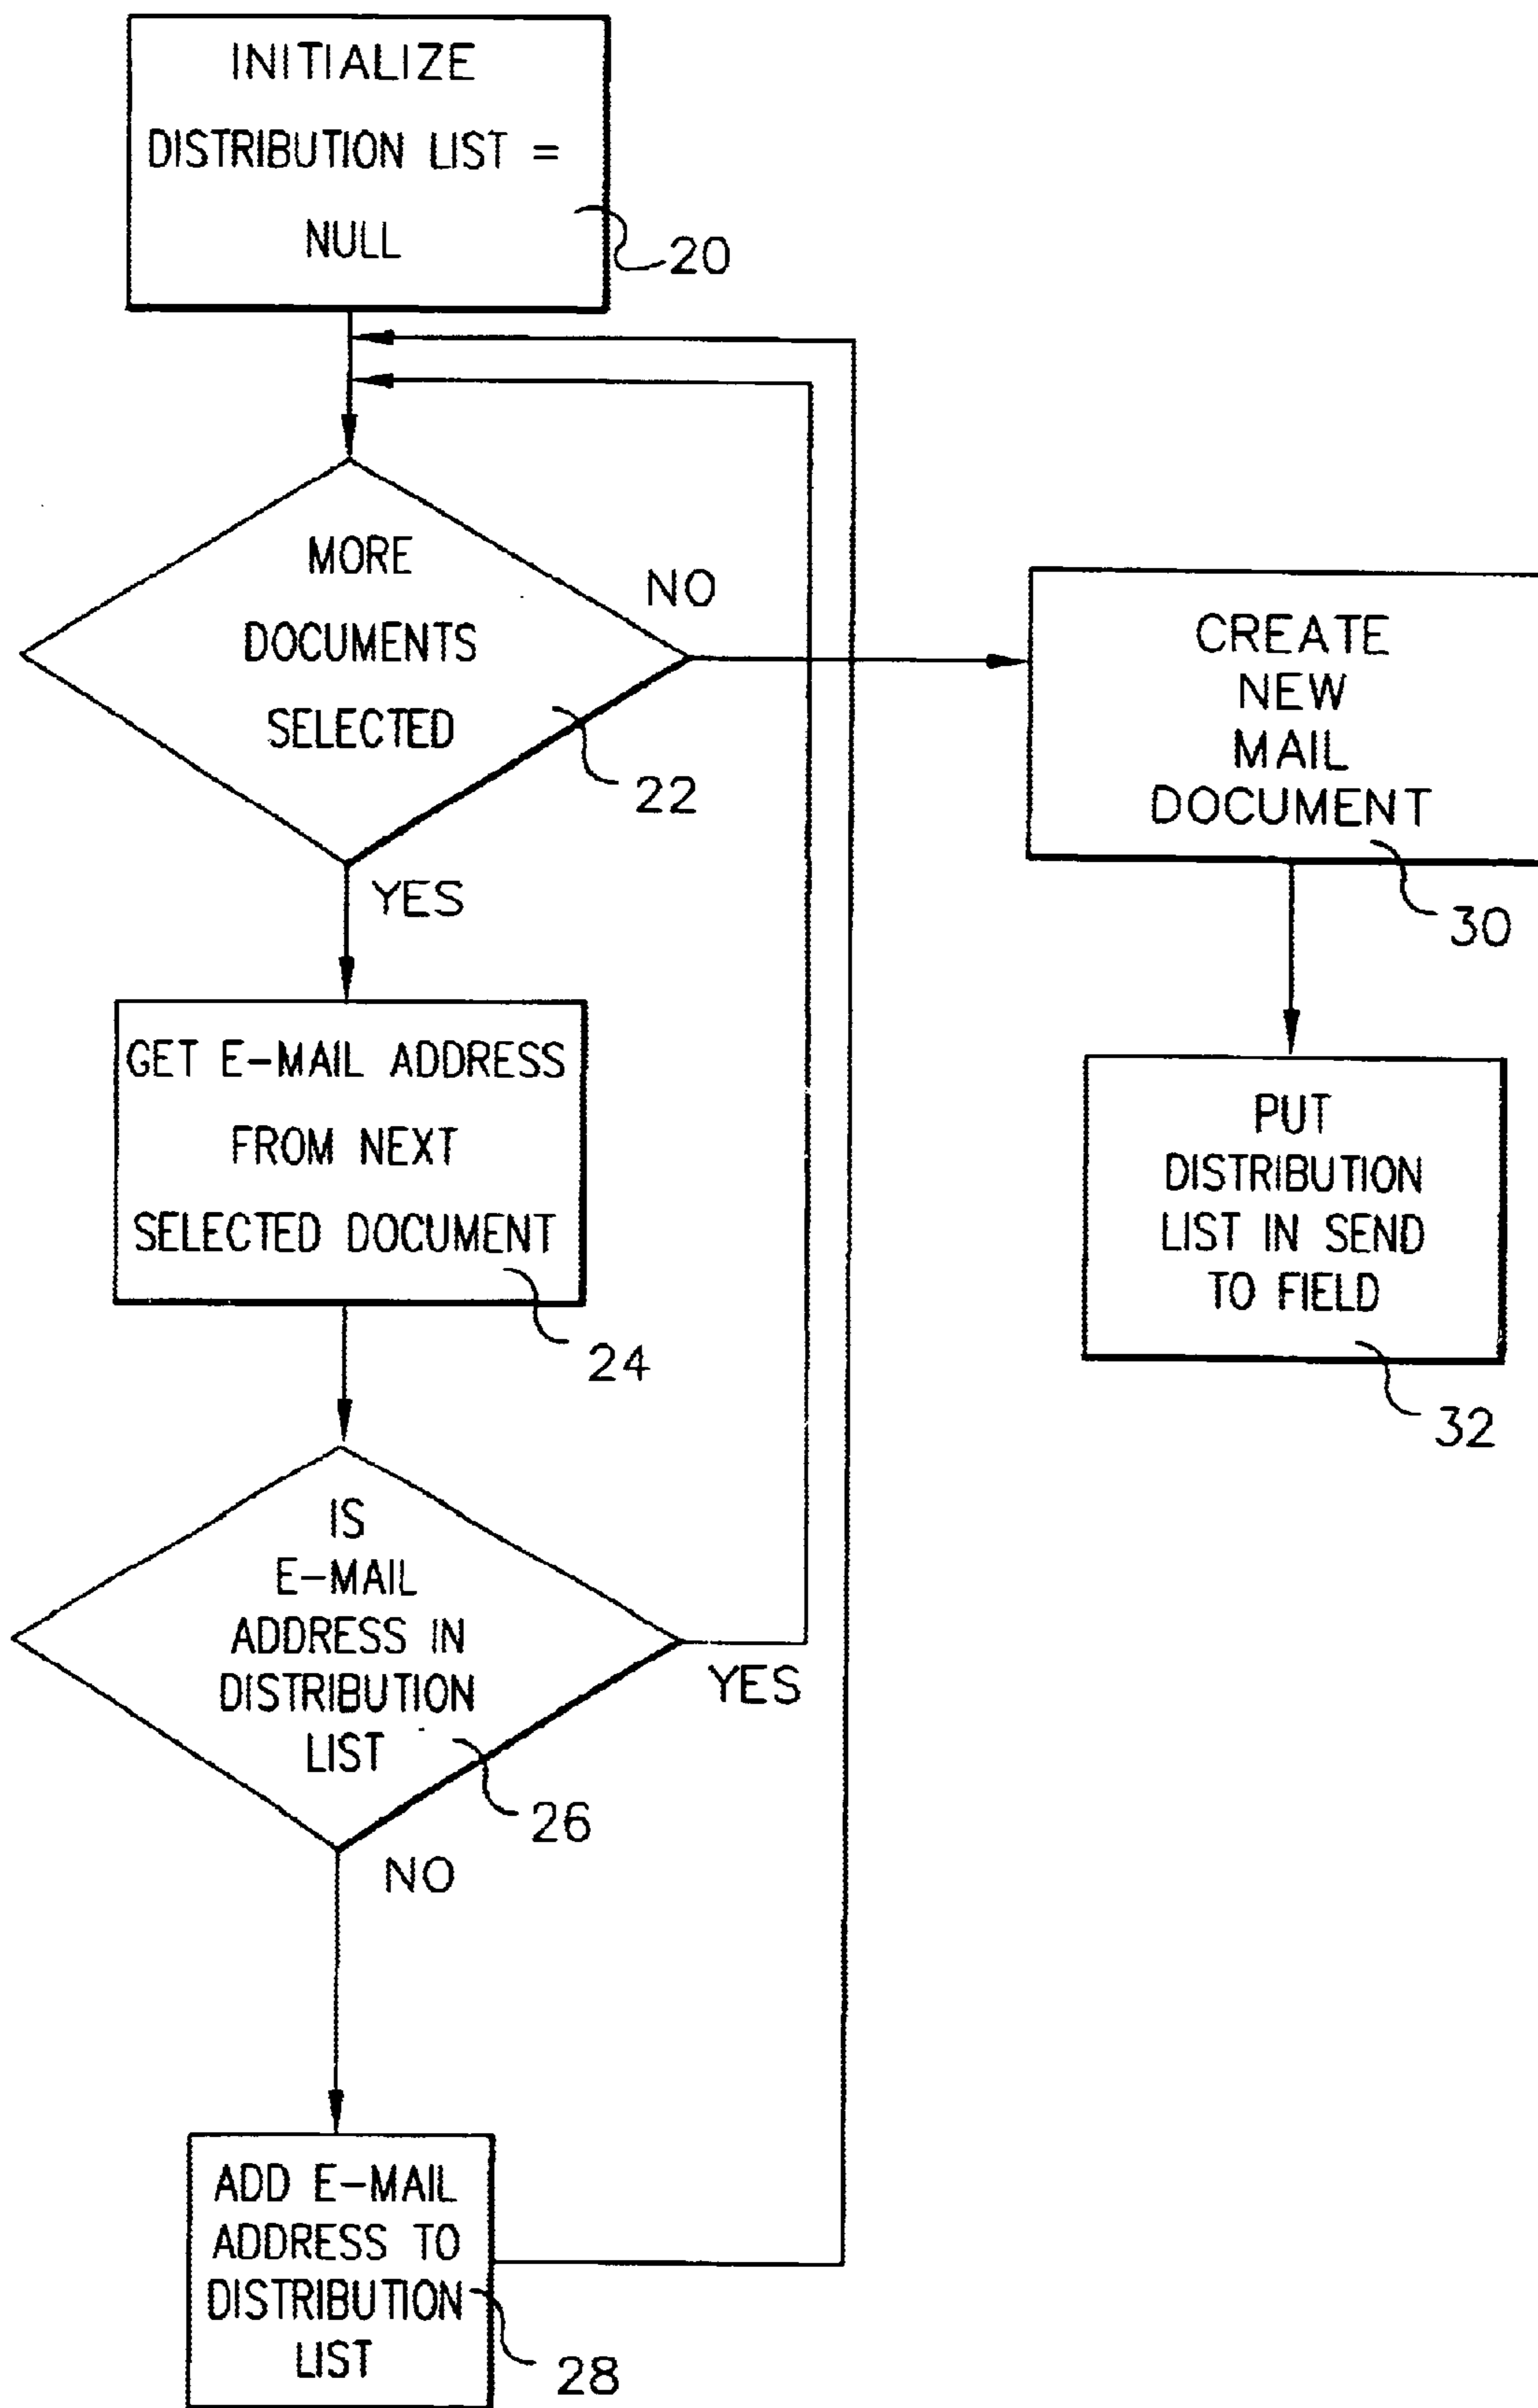 INITIALIZE
DISTRIBUTION LIST =
NULL
20
MORE
DOCUMENTS
SELECTED
22
NO
YES
CREATE
NEW
MAIL
DOCUMENT
30
GET E-MAIL ADDRESS
FROM NEXT
SELECTED DOCUMENT
24
PUT
DISTRIBUTION
LIST IN SEND
TO FIELD
32
IS
E-MAIL
ADDRESS IN
DISTRIBUTION
LIST
26
YES
NO
ADD E-MAIL
ADDRESS TO
DISTRIBUTION
LIST
28